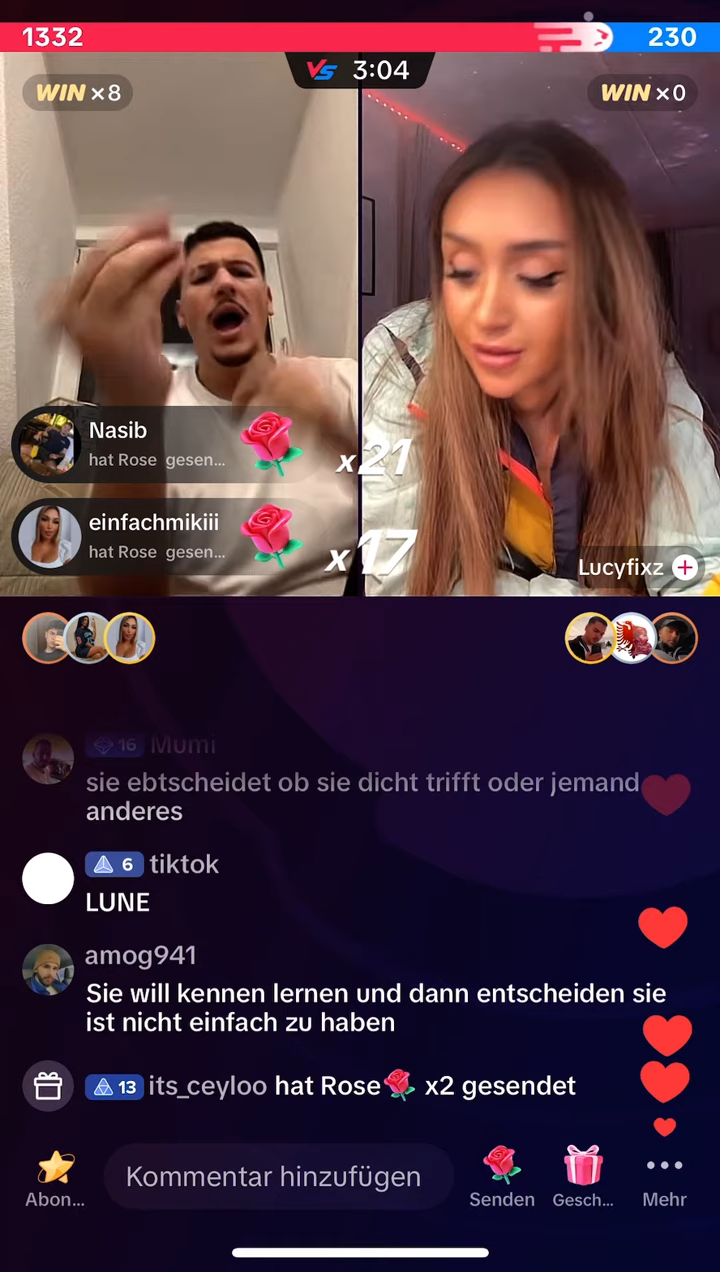 1332
230
VS 3:04
WIN ×8
WIN ×0
Nasib
hat Rose gesen...
x21
einfachmikiii
hat Rose gesen...
x17
Lucyfixz
16 Mumi
sie ebtscheidet ob sie dicht trifft oder jemand
anderes
6 tiktok
LUNE
amog941
Sie will kennen lernen und dann entscheiden sie
ist nicht einfach zu haben
13 its_ceyloo hat Rose🌹 x2 gesendet
Kommentar hinzufügen
Abon...
Senden
Gesch...
Mehr